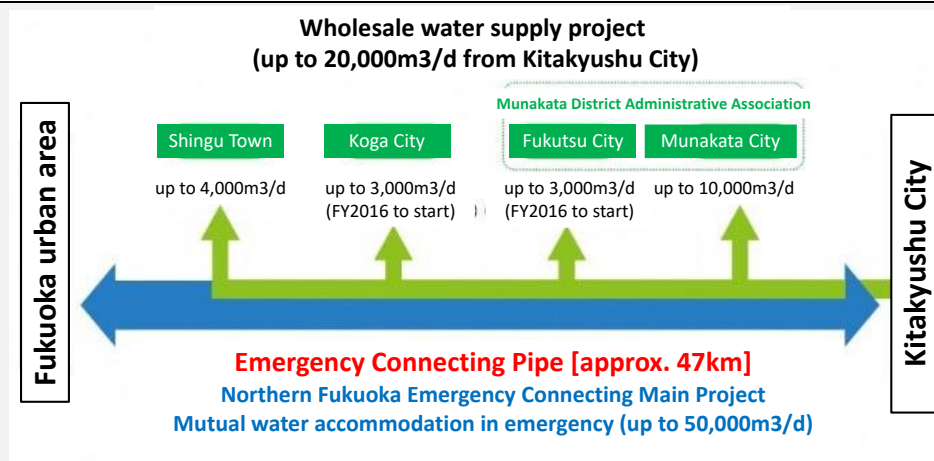 Wholesale water supply project
(up to 20,000m3/d from Kitakyushu City)
Munakata District Administrative Association
Shingu Town
Koga City
Fukutsu City
Munakata City
up to 4,000m3/d
up to 3,000m3/d
(FY2016 to start)
up to 3,000m3/d
(FY2016 to start)
up to 10,000m3/d
Fukuoka urban area
Kitakyushu City
Emergency Connecting Pipe [approx. 47km]
Northern Fukuoka Emergency Connecting Main Project
Mutual water accommodation in emergency (up to 50,000m3/d)